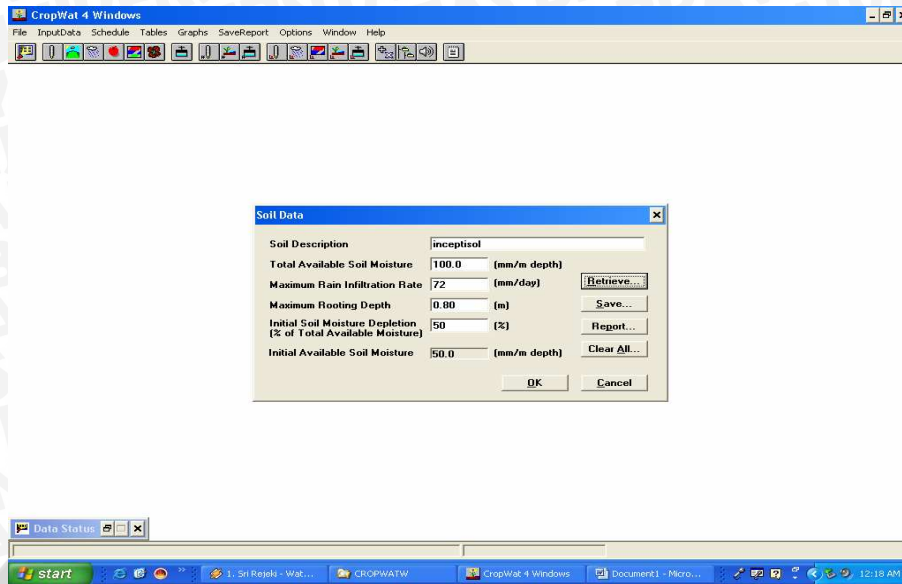 CropWat 4 Windows
File InputData Schedule Tables Graphs SaveReport Options Window Help
Soil Data
Soil Description inceptisol
Total Available Soil Moisture 100.0 (mm/m depth)
Maximum Rain Infiltration Rate 72 (mm/day) Retrieve...
Maximum Rooting Depth 0.80 (m) Save...
Initial Soil Moisture Depletion 50 (%) Report...
(% of Total Available Moisture)
Initial Available Soil Moisture 50.0 (mm/m depth) Clear All...
OK Cancel
Data Status
start 1. Sri Rejeki - Wat... CROPWATW CropWat 4 Windows Document1 - Micro... 12:18 AM